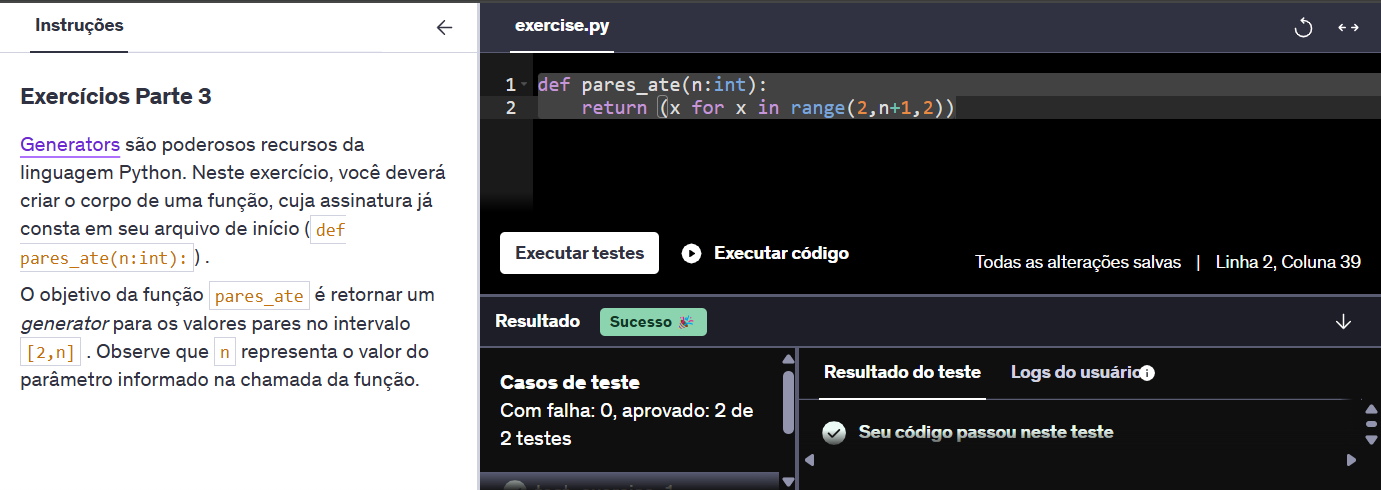 Instruções
Exercícios Parte 3
Generators são poderosos recursos da
linguagem Python. Neste exercício, você deverá
criar o corpo de uma função, cuja assinatura já
consta em seu arquivo de início (def
pares_ate(n:int):) .
O objetivo da função pares_ate é retornar um
generator para os valores pares no intervalo
[2,n] . Observe que n representa o valor do
parâmetro informado na chamada da função.
exercise.py
1 def pares_ate(n:int):
2     return (x for x in range(2,n+1,2))
Executar testes
Executar código
Todas as alterações salvas | Linha 2, Coluna 39
Resultado
Sucesso 🎉
Casos de teste
Com falha: 0, aprovado: 2 de
2 testes
Resultado do teste
Logs do usuário
Seu código passou neste teste